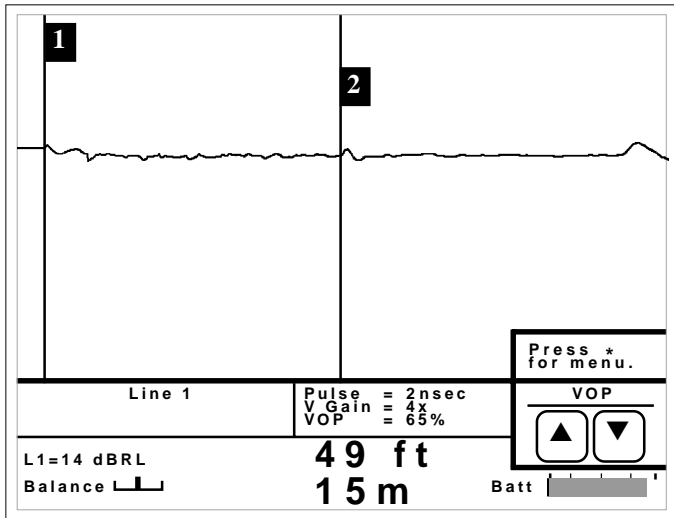 1
2
Press *
for menu.
Line 1
Pulse = 2nsec
V Gain = 4x
VOP = 65%
VOP
L1=14 dBRL
49 ft
Balance
15m
Batt